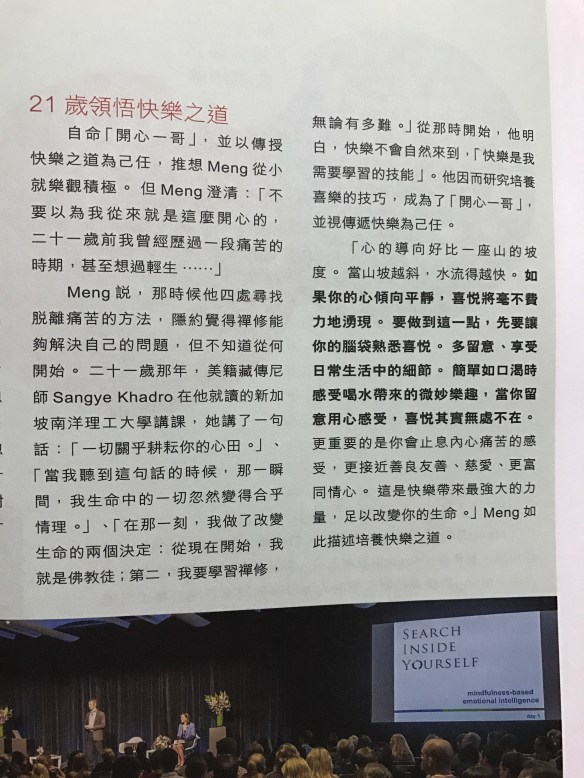 21 歲領悟快樂之道
自命「開心一哥」，並以傳授
快樂之道為己任，推想 Meng 從小
就樂觀積極。但 Meng 澄清：「不
要以為我從來就是這麼開心的，
二十一歲前我曾經歷過一段痛苦的
時期，甚至想過輕生 ……」
Meng 説，那時候他四處尋找
脱離痛苦的方法，隱約覺得禪修能
夠解決自己的問題，但不知道從何
開始。二十一歲那年，美籍藏傳尼
師 Sangye Khadro 在他就讀的新加
坡南洋理工大學講課，她講了一句
話：「一切關乎耕耘你的心田。」、
「當我聽到這句話的時候，那一瞬
間，我生命中的一切忽然變得合乎
情理。」、「在那一刻，我做了改變
生命的兩個決定：從現在開始，我
就是佛教徒；第二，我要學習禪修，
無論有多難。」從那時開始，他明
白，快樂不會自然來到，「快樂是我
需要學習的技能」。他因而研究培養
喜樂的技巧，成為了「開心一哥」，
並視傳遞快樂為己任。
「心的導向好比一座山的坡
度。當山坡越斜，水流得越快。如
果你的心傾向平靜，喜悦將毫不費
力地湧現。要做到這一點，先要讓
你的腦袋熟悉喜悦。多留意、享受
日常生活中的細節。簡單如口渴時
感受喝水帶來的微妙樂趣，當你留
意用心感受，喜悦其實無處不在。
更重要的是你會止息內心痛苦的感
受，更接近善良友善、慈愛、更富
同情心。這是快樂帶來最強大的力
量，足以改變你的生命。」Meng 如
此描述培養快樂之道。
SEARCH
INSIDE
YOURSELF
mindfulness-based
emotional intelligence
day 1